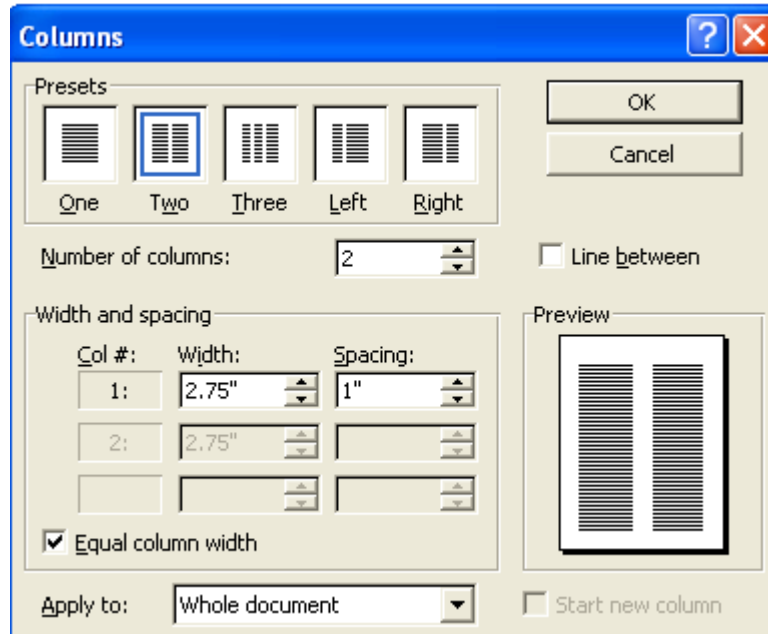 Columns
Presets
One Two Three Left Right
OK
Cancel
Number of columns: 2
Line between
Width and spacing
Col #: Width: Spacing:
1: 2.75" 1"
2: 2.75"
Equal column width
Preview
Apply to: Whole document
Start new column